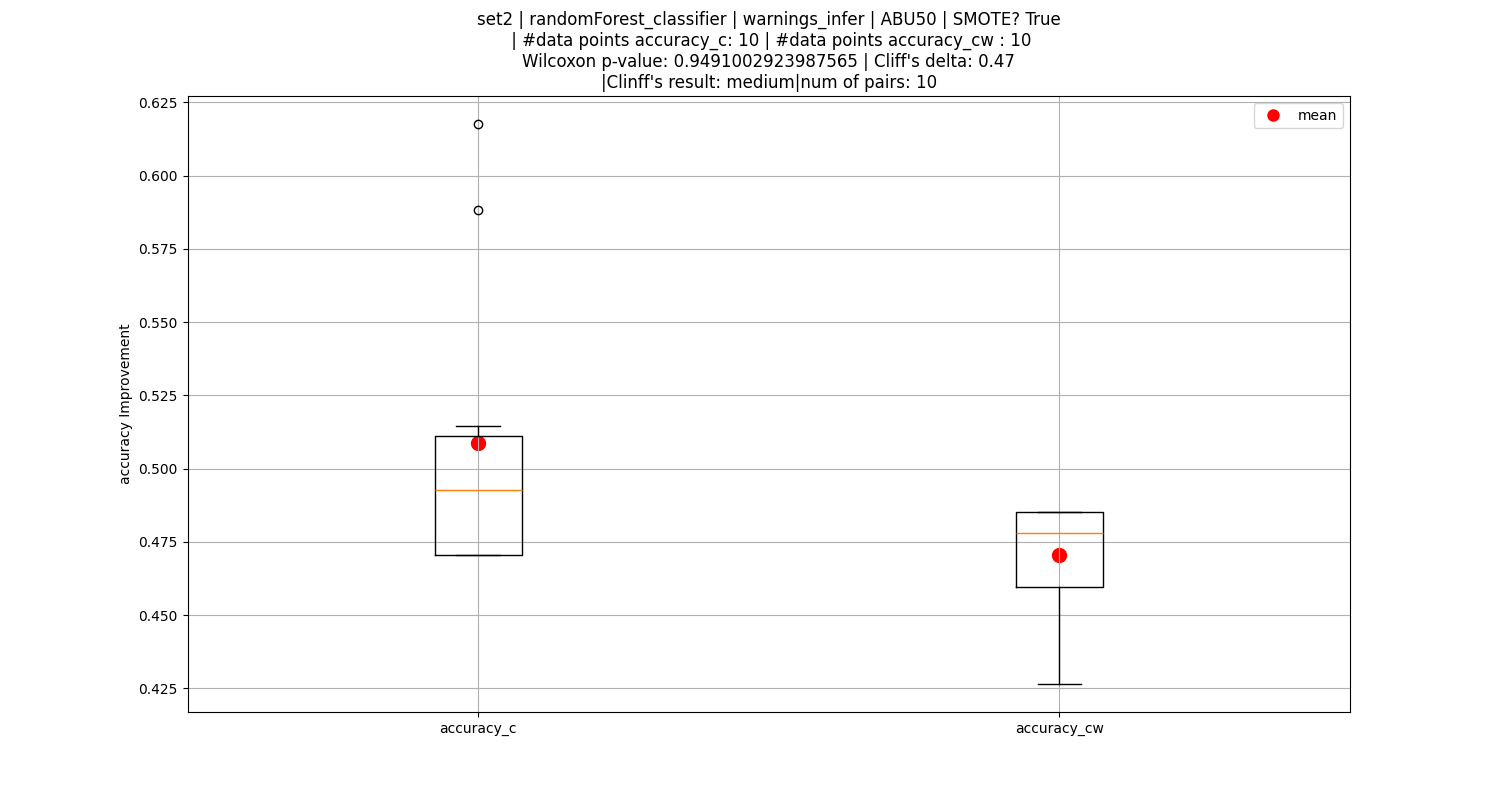 set2 | randomForest_classifier | warnings_infer | ABU50 | SMOTE? True
| #data points accuracy_c: 10 | #data points accuracy_cw : 10
Wilcoxon p-value: 0.9491002923987565 | Cliff's delta: 0.47
|Clinff's result: medium|num of pairs: 10
mean
accuracy Improvement
0.625
0.600
0.575
0.550
0.525
0.500
0.475
0.450
0.425
accuracy_c
accuracy_cw